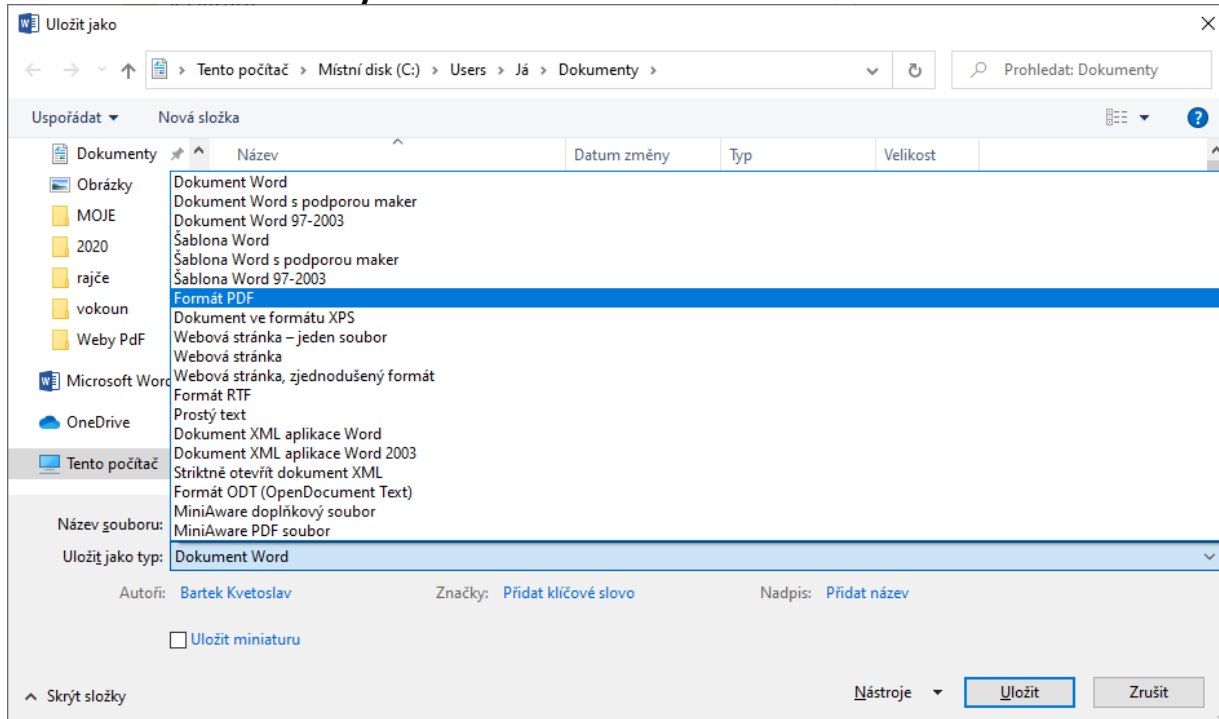 Uložit jako
Tento počítač › Místní disk (C:) › Users › Já › Dokumenty ›
Prohledat: Dokumenty
Uspořádat
Nová složka
Název
Datum změny
Typ
Velikost
Dokumenty
Obrázky
MOJE
2020
rajče
vokoun
Weby PdF
Microsoft Word
OneDrive
Tento počítač
Dokument Word
Dokument Word s podporou maker
Dokument Word 97-2003
Šablona Word
Šablona Word s podporou maker
Šablona Word 97-2003
Formát PDF
Dokument ve formátu XPS
Webová stránka – jeden soubor
Webová stránka
Webová stránka, zjednodušený formát
Formát RTF
Prostý text
Dokument XML aplikace Word
Dokument XML aplikace Word 2003
Striktně otevřít dokument XML
Formát ODT (OpenDocument Text)
MiniAware doplňkový soubor
MiniAware PDF soubor
Název souboru:
Uložit jako typ: Dokument Word
Autoři: Bartek Kvetoslav
Značky: Přidat klíčové slovo
Nadpis: Přidat název
Uložit miniaturu
Skrýt složky
Nástroje
Uložit
Zrušit